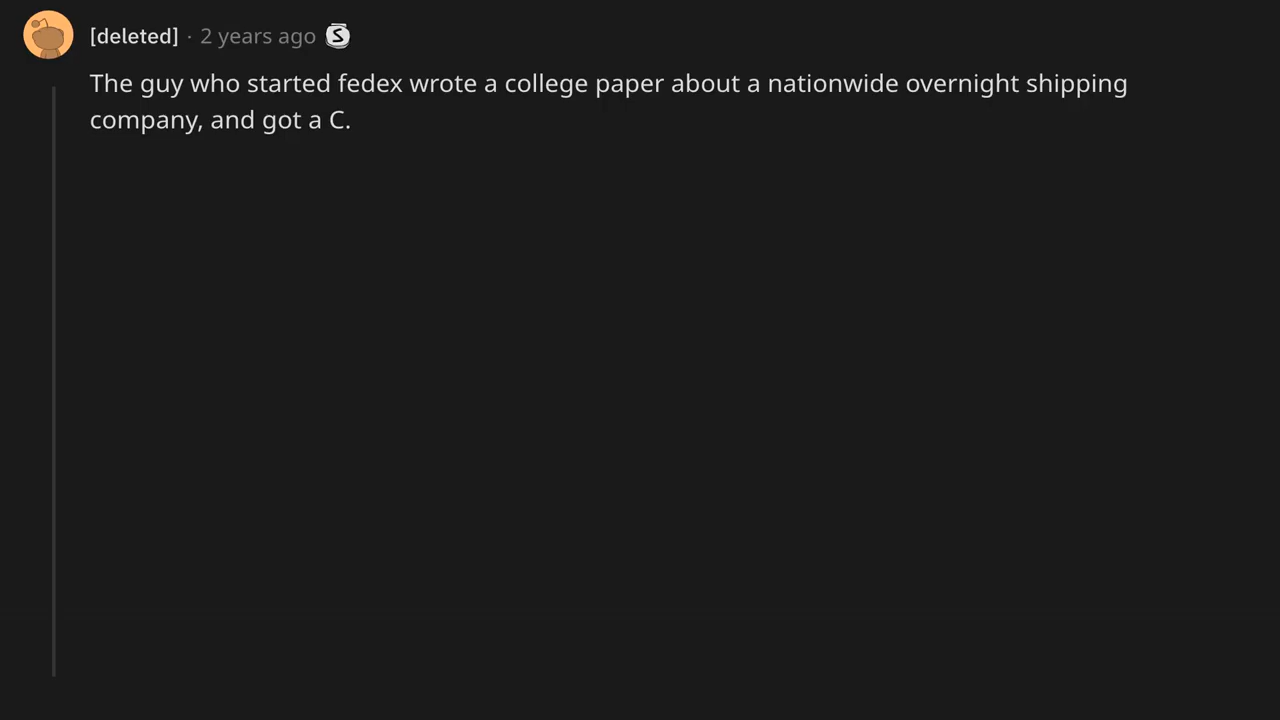 [deleted] · 2 years ago S
The guy who started fedex wrote a college paper about a nationwide overnight shipping
company, and got a C.